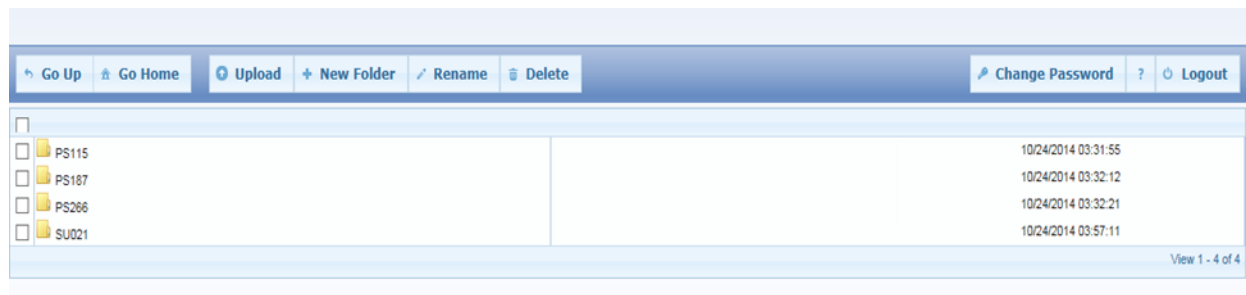 Go Up Go Home Upload New Folder Rename Delete Change Password ? Logout
PS115 10/24/2014 03:31:55
PS187 10/24/2014 03:32:12
PS266 10/24/2014 03:32:21
SU021 10/24/2014 03:57:11
View 1 - 4 of 4